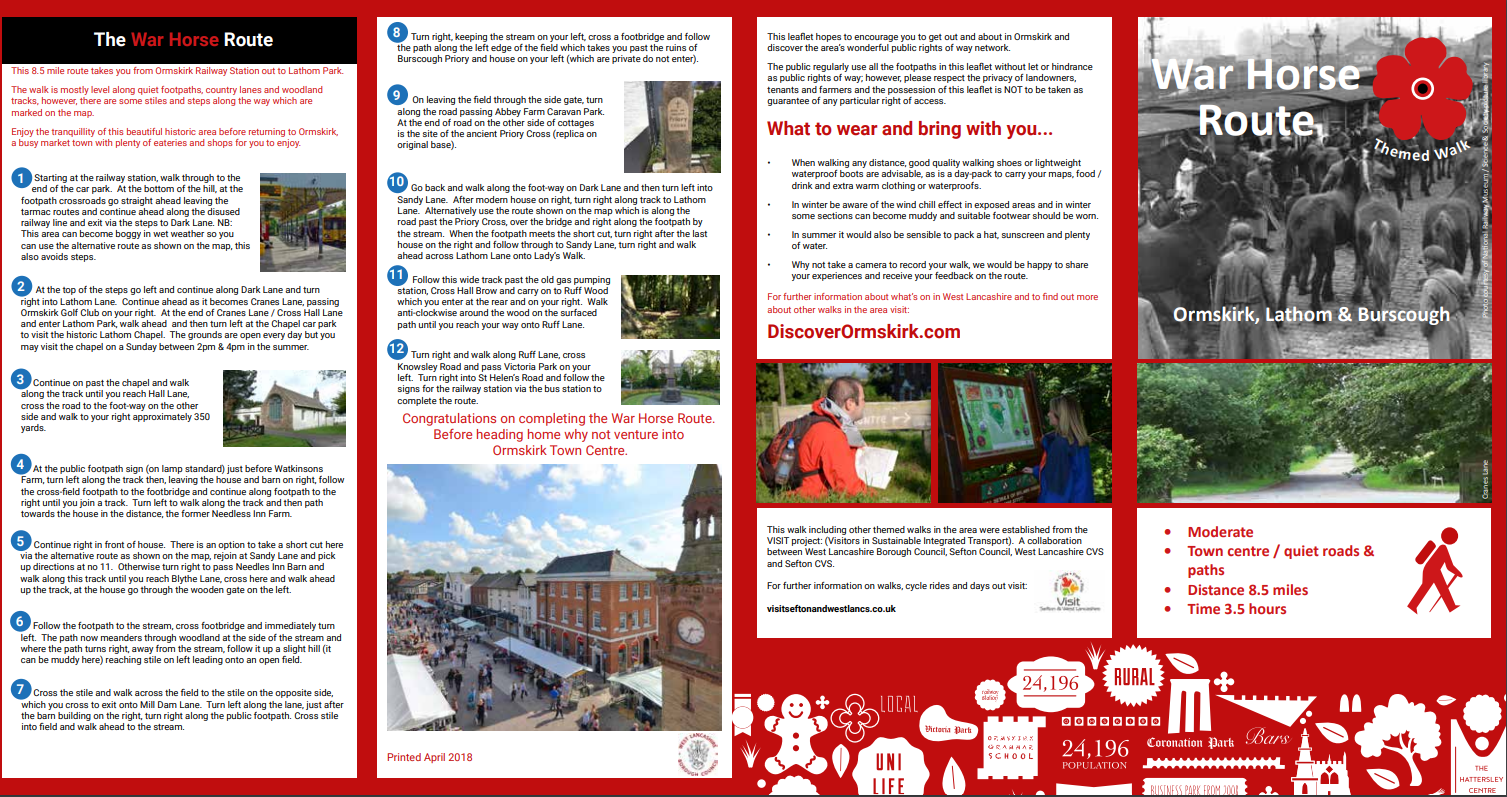 The War Horse Route
This 8.5 mile route takes you from Ormskirk Railway Station out to Lathom Park.
The walk is mostly level along quiet footpaths, country lanes and woodland
tracks, however, there are some stiles and steps along the way which are
marked on the map.
Enjoy the tranquillity of this beautiful historic area before returning to Ormskirk,
a busy market town with plenty of eateries and shops for you to enjoy.
1 Starting at the railway station, walk through to the
end of the car park. At the bottom of the hill, at the
footpath crossroads go straight ahead leaving the
tarmac routes and continue ahead along the disused
railway line and exit via the steps to Dark Lane. NB:
This area can become boggy in wet weather so you
can use the alternative route as shown on the map, this
also avoids steps.
2 At the top of the steps go left and continue along Dark Lane and turn
right into Lathom Lane. Continue ahead as it becomes Cranes Lane, passing
Ormskirk Golf Club on your right. At the end of Cranes Lane / Cross Hall Lane
and enter Lathom Park, walk ahead and then turn left at the Chapel car park
to visit the historic Lathom Chapel. The grounds are open every day but you
may visit the chapel on a Sunday between 2pm & 4pm in the summer.
3 Continue on past the chapel and walk
along the track until you reach Hall Lane,
cross the road to the foot-way on the other
side and walk to your right approximately 350
yards.
4 At the public footpath sign (on lamp standard) just before Watkinsons
Farm, turn left along the track then, leaving the house and barn on right, follow
the cross-field footpath to the footbridge and continue along footpath to the
right until you join a track. Turn left to walk along the track and then path
towards the house in the distance, the former Needless Inn Farm.
5 Continue right in front of house. There is an option to take a short cut here
via the alternative route as shown on the map, rejoin at Sandy Lane and pick
up directions at no 11. Otherwise turn right to pass Needles Inn Barn and
walk along this track until you reach Blythe Lane, cross here and walk ahead
up the track, at the house go through the wooden gate on the left.
6 Follow the footpath to the stream, cross footbridge and immediately turn
left. The path now meanders through woodland at the side of the stream and
where the path turns right, away from the stream, follow it up a slight hill (it
can be muddy here) reaching stile on left leading onto an open field.
7 Cross the stile and walk across the field to the stile on the opposite side,
which you cross to exit onto Mill Dam Lane. Turn left along the lane, just after
the barn building on the right, turn right along the public footpath. Cross stile
into field and walk ahead to the stream.
8 Turn right, keeping the stream on your left, cross a footbridge and follow
the path along the left edge of the field which takes you past the ruins of
Burscough Priory and house on your left (which are private do not enter).
9 On leaving the field through the side gate, turn
along the road passing Abbey Farm Caravan Park.
At the end of road on the other side of cottages
is the site of the ancient Priory Cross (replica on
original base).
10 Go back and walk along the foot-way on Dark Lane and then turn left into
Sandy Lane. After modern house on right, turn right along track to Lathom
Lane. Alternatively use the route shown on the map which is along the
road past the Priory Cross, over the bridge and right along the footpath by
the stream. When the footpath meets the short cut, turn right after the last
house on the right and follow through to Sandy Lane, turn right and walk
ahead across Lathom Lane onto Lady's Walk.
11 Follow this wide track past the old gas pumping
station, Cross Hall Brow and carry on to Ruff Wood
which you enter at the rear and on your right. Walk
anti-clockwise around the wood on the surfaced
path until you reach your way onto Ruff Lane.
12 Turn right and walk along Ruff Lane, cross
Knowsley Road and pass Victoria Park on your
left. Turn right into St Helen's Road and follow the
signs for the railway station via the bus station to
complete the route.
Congratulations on completing the War Horse Route.
Before heading home why not venture into
Ormskirk Town Centre.
Printed April 2018
WEST LANCASHIRE
BOROUGH COUNCIL
This leaflet hopes to encourage you to get out and about in Ormskirk and
discover the area's wonderful public rights of way network.
The public regularly use all the footpaths in this leaflet without let or hindrance
as public rights of way; however, please respect the privacy of landowners,
tenants and farmers and the possession of this leaflet is NOT to be taken as
guarantee of any particular right of access.
What to wear and bring with you...
• When walking any distance, good quality walking shoes or lightweight
waterproof boots are advisable, as is a day-pack to carry your maps, food /
drink and extra warm clothing or waterproofs.
• In winter be aware of the wind chill effect in exposed areas and in winter
some sections can become muddy and suitable footwear should be worn.
• In summer it would also be sensible to pack a hat, sunscreen and plenty
of water.
• Why not take a camera to record your walk, we would be happy to share
your experiences and receive your feedback on the route.
For further information about what's on in West Lancashire and to find out more
about other walks in the area visit:
DiscoverOrmskirk.com
This walk including other themed walks in the area were established from the
VISIT project: (Visitors in Sustainable Integrated Transport). A collaboration
between West Lancashire Borough Council, Sefton Council, West Lancashire CVS
and Sefton CVS.
For further information on walks, cycle rides and days out visit:
visitseftonandwestlancs.co.uk
Visit
Sefton & West Lancashire
War Horse
Route
Themed Walk
Ormskirk, Lathom & Burscough
Photo courtesy of National Railway Museum / Science & Society Picture Library
Cranes Lane
• Moderate
• Town centre / quiet roads &
paths
• Distance 8.5 miles
• Time 3.5 hours
LOCAL
UNI
LIFE
Victoria Park
railway
station
24,196
RURAL
ORMSKIRK
GRAMMAR
SCHOOL
24,196
POPULATION
Coronation Park
Bars
BUSINESS PARK FROM 2008
THE
HATTERSLEY
CENTRE